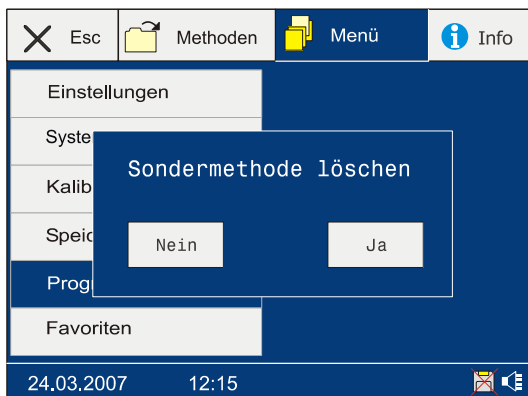 Esc Methoden Menü Info
Einstellungen
Syste
Kalib
Speic
Prog
Favoriten
Sondermethode löschen
Nein Ja
24.03.2007 12:15